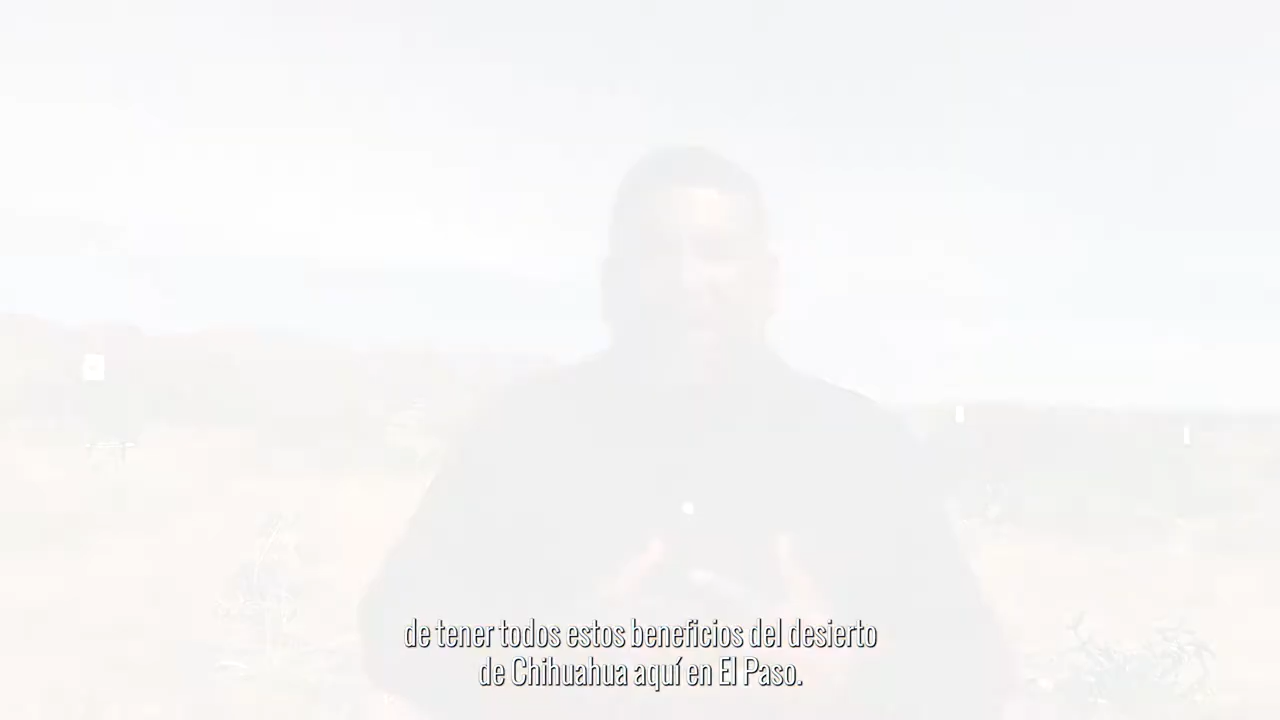 de tener todos estos beneficios del desierto
de Chihuahua aquí en El Paso.